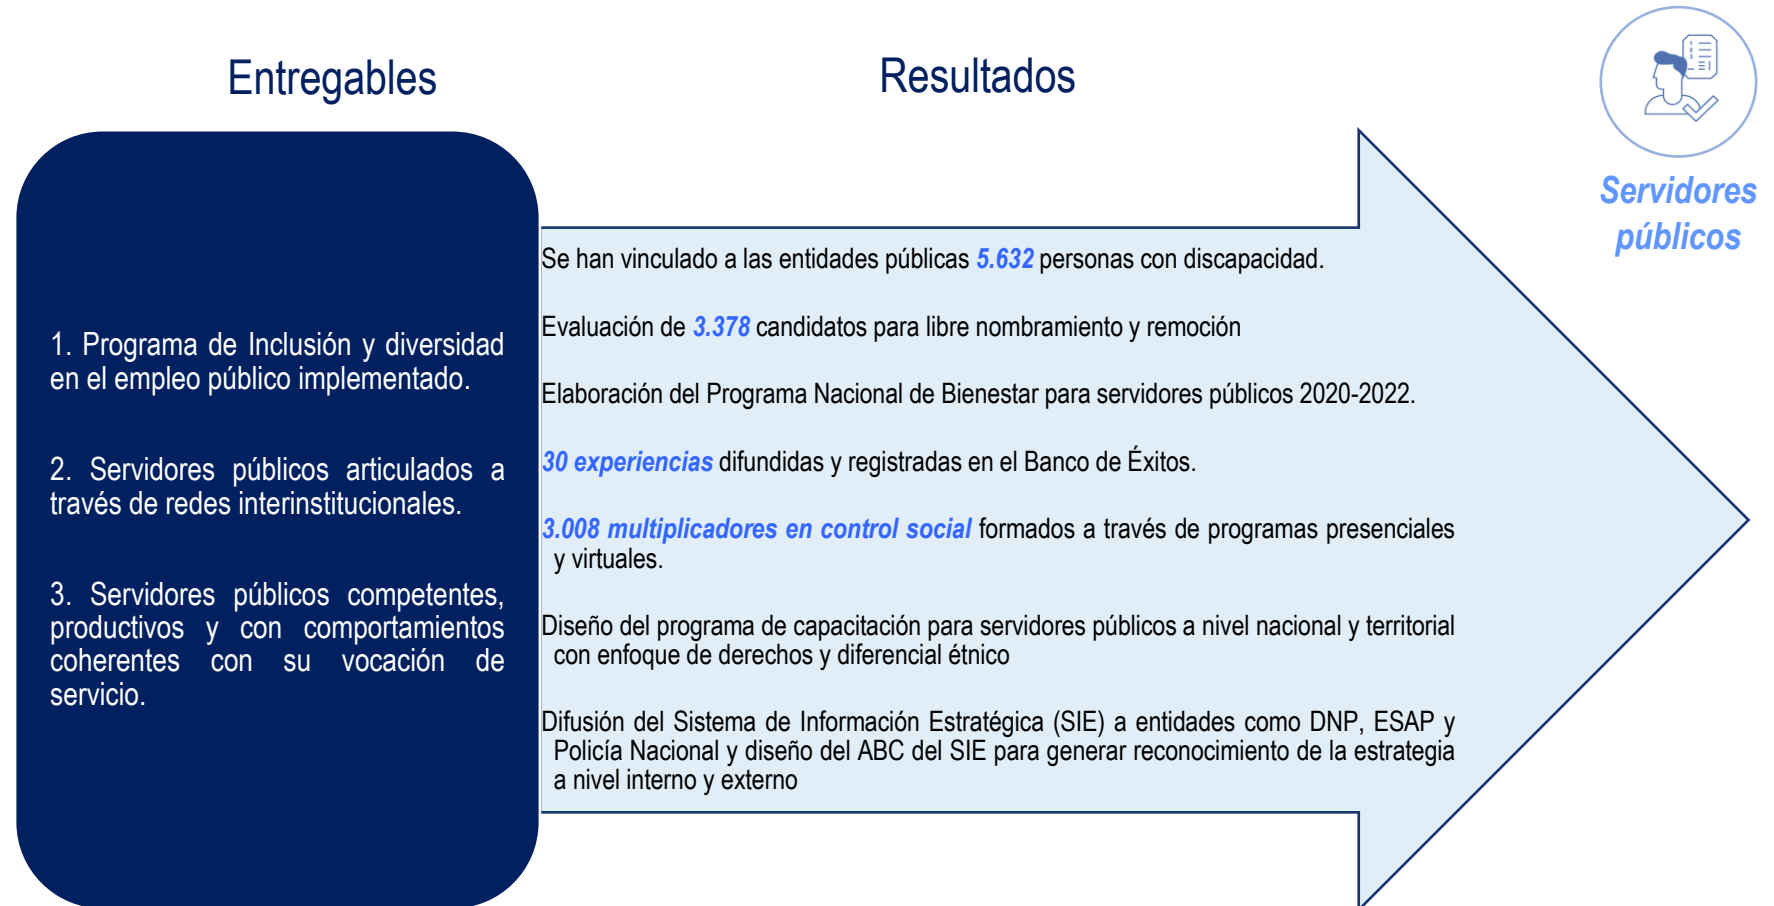 Entregables
1. Programa de Inclusión y diversidad
en el empleo público implementado.
2. Servidores públicos articulados a
través de redes interinstitucionales.
3. Servidores públicos competentes,
productivos y con comportamientos
coherentes con su vocación de
servicio.
Resultados
Se han vinculado a las entidades públicas 5.632 personas con discapacidad.
Evaluación de 3.378 candidatos para libre nombramiento y remoción
Elaboración del Programa Nacional de Bienestar para servidores públicos 2020-2022.
30 experiencias difundidas y registradas en el Banco de Éxitos.
3.008 multiplicadores en control social formados a través de programas presenciales
y virtuales.
Diseño del programa de capacitación para servidores públicos a nivel nacional y territorial
con enfoque de derechos y diferencial étnico
Difusión del Sistema de Información Estratégica (SIE) a entidades como DNP, ESAP y
Policía Nacional y diseño del ABC del SIE para generar reconocimiento de la estrategia
a nivel interno y externo
Servidores
públicos